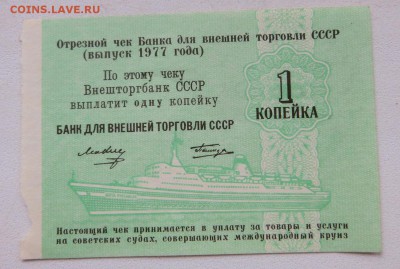 COINS.LAVE.RU
Отрезной чек Банка для внешней торговли СССР
(выпуск 1977 года)
По этому чеку
Внешторгбанк СССР
выплатит одну копейку
1
КОПЕЙКА
БАНК ДЛЯ ВНЕШНЕЙ ТОРГОВЛИ СССР
Настоящий чек принимается в уплату за товары и услуги
на советских судах, совершающих международный круиз